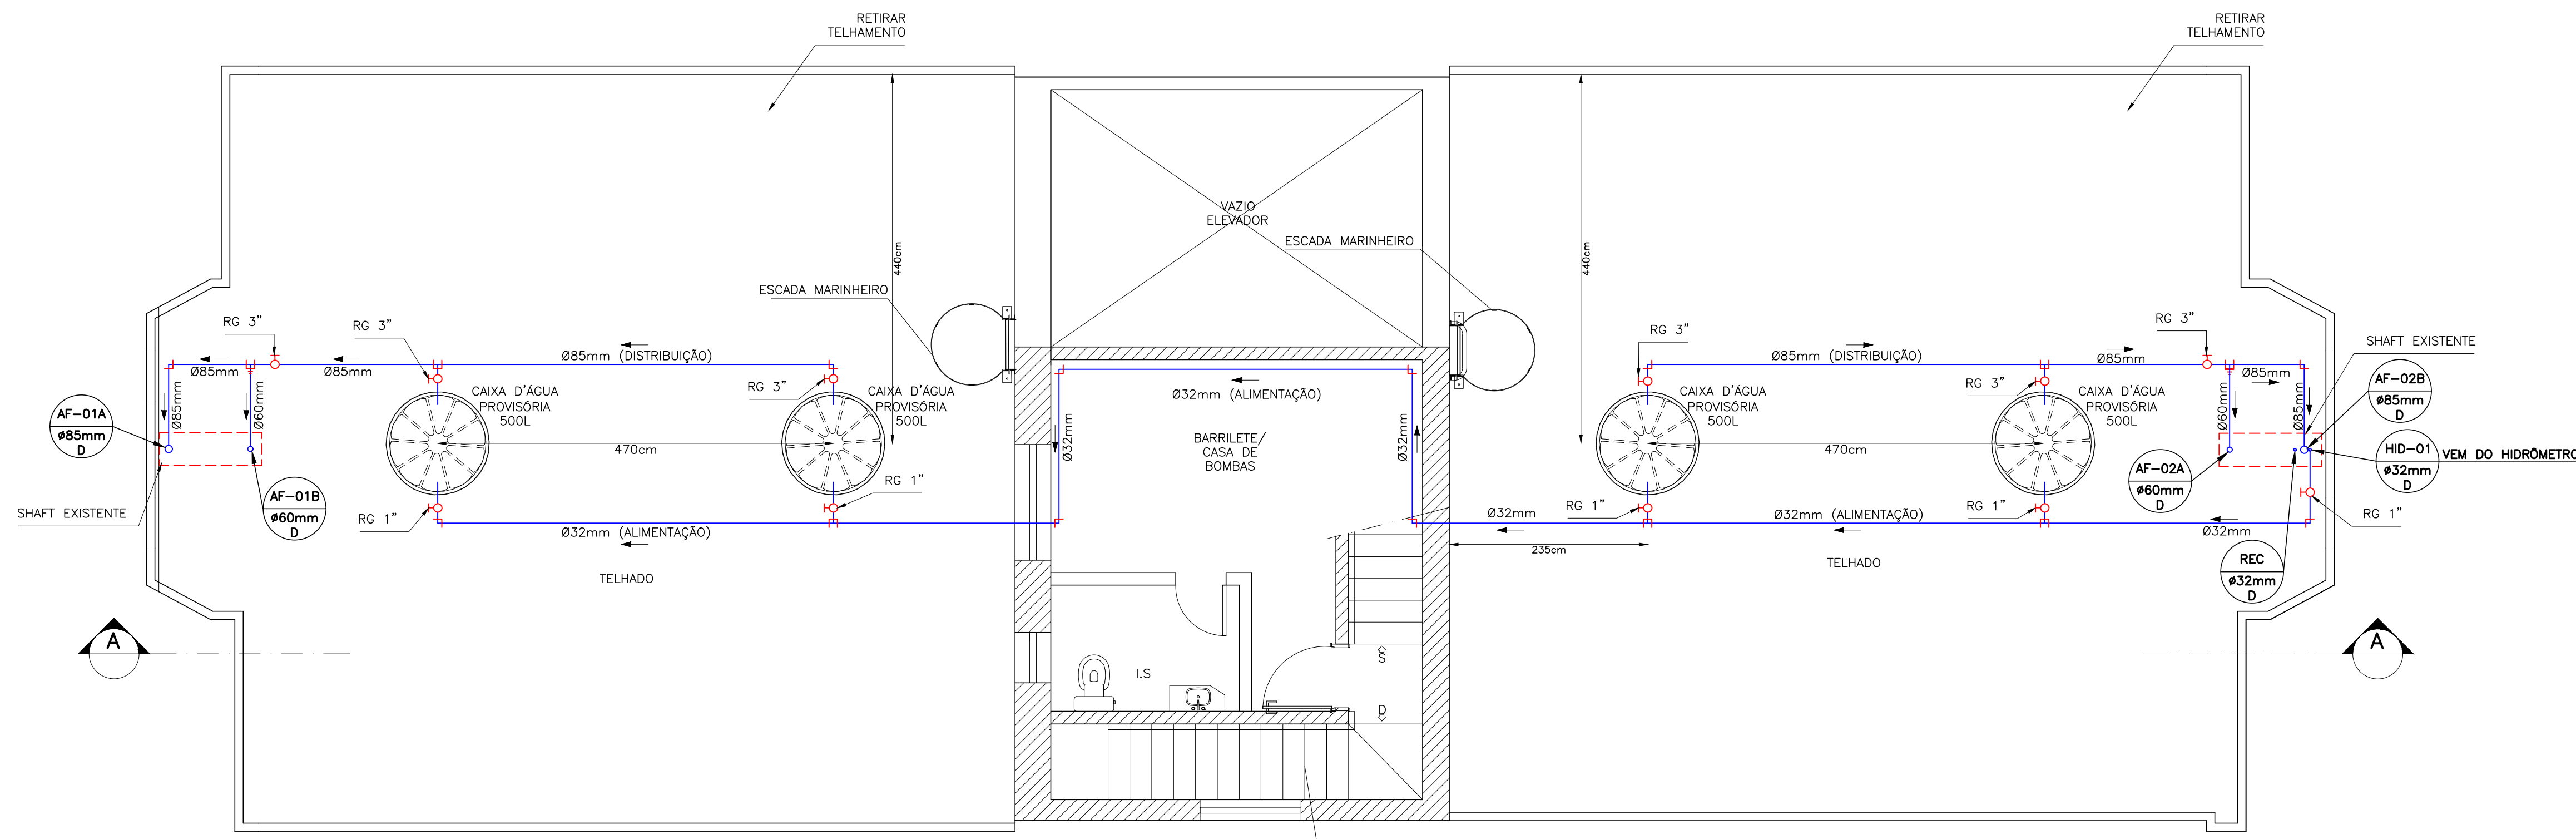 RETIRAR
TELHAMENTO
RETIRAR
TELHAMENTO
VAZIO
ELEVADOR
ESCADA MARINHEIRO
440cm
440cm
ESCADA MARINHEIRO
RG 3”
RG 3”
RG 3”
RG 3”
SHAFT EXISTENTE
Ø85mm
Ø85mm
Ø85mm (DISTRIBUIÇÃO)
Ø85mm (DISTRIBUIÇÃO)
Ø85mm
Ø85mm
RG 3”
RG 3”
CAIXA D'ÁGUA
PROVISÓRIA
500L
CAIXA D'ÁGUA
PROVISÓRIA
500L
Ø32mm (ALIMENTAÇÃO)
CAIXA D'ÁGUA
PROVISÓRIA
500L
CAIXA D'ÁGUA
PROVISÓRIA
500L
Ø85mm
Ø60mm
Ø32mm
Ø32mm
Ø60mm
Ø85mm
AF-01A
ø85mm
D
AF-02B
ø85mm
D
470cm
BARRILETE/
CASA DE
BOMBAS
470cm
HID-01
ø32mm
D
VEM DO HIDRÔMETRO
AF-01B
ø60mm
D
AF-02A
ø60mm
D
SHAFT EXISTENTE
RG 1”
RG 1”
RG 1”
RG 1”
RG 1”
Ø32mm (ALIMENTAÇÃO)
Ø32mm
Ø32mm (ALIMENTAÇÃO)
Ø32mm
235cm
REC
ø32mm
D
TELHADO
TELHADO
A
A
I.S
S
D